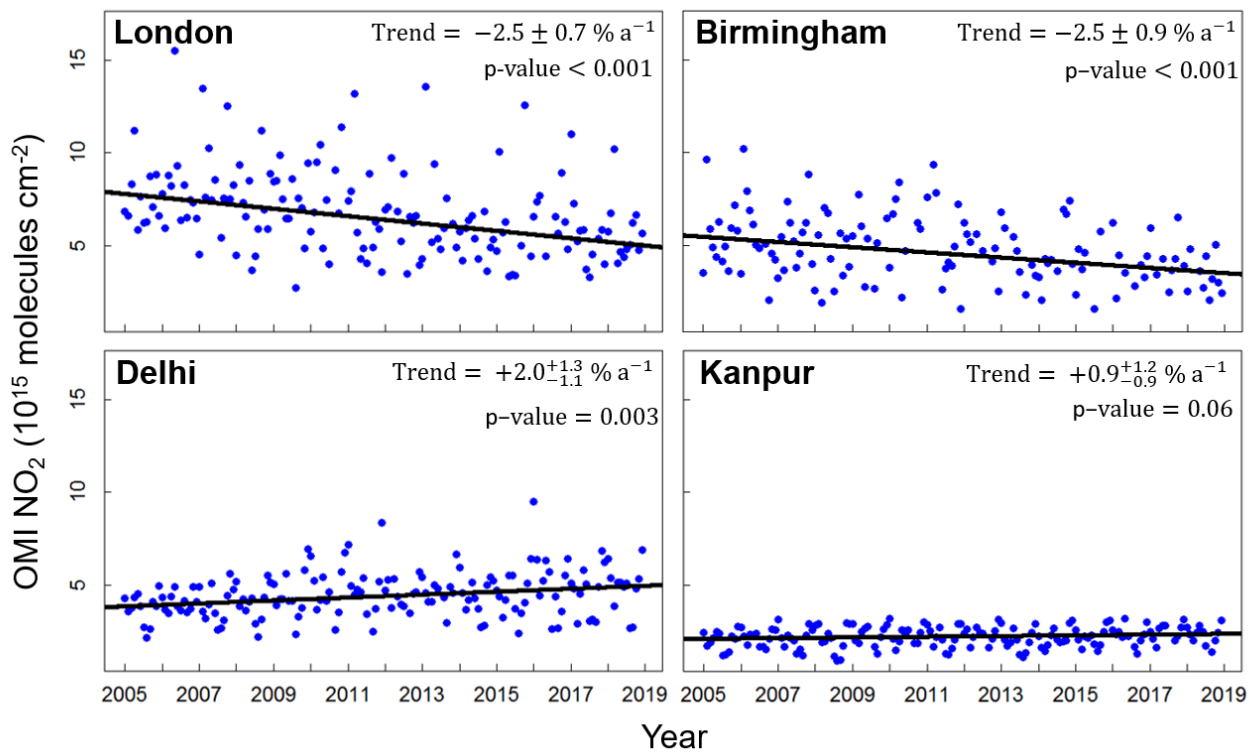 London
Trend = −2.5 ± 0.7 % a⁻¹
p-value < 0.001
15
10
5
Birmingham
Trend = −2.5 ± 0.9 % a⁻¹
p–value < 0.001
OMI NO₂ (10¹⁵ molecules cm⁻²)
Delhi
Trend = +2.0⁺¹·³₋₁.₁ % a⁻¹
p–value = 0.003
15
10
5
2005 2007 2009 2011 2013 2015 2017 2019
Kanpur
Trend = +0.9⁺¹·²₋₀.₉ % a⁻¹
p–value = 0.06
2005 2007 2009 2011 2013 2015 2017 2019
Year